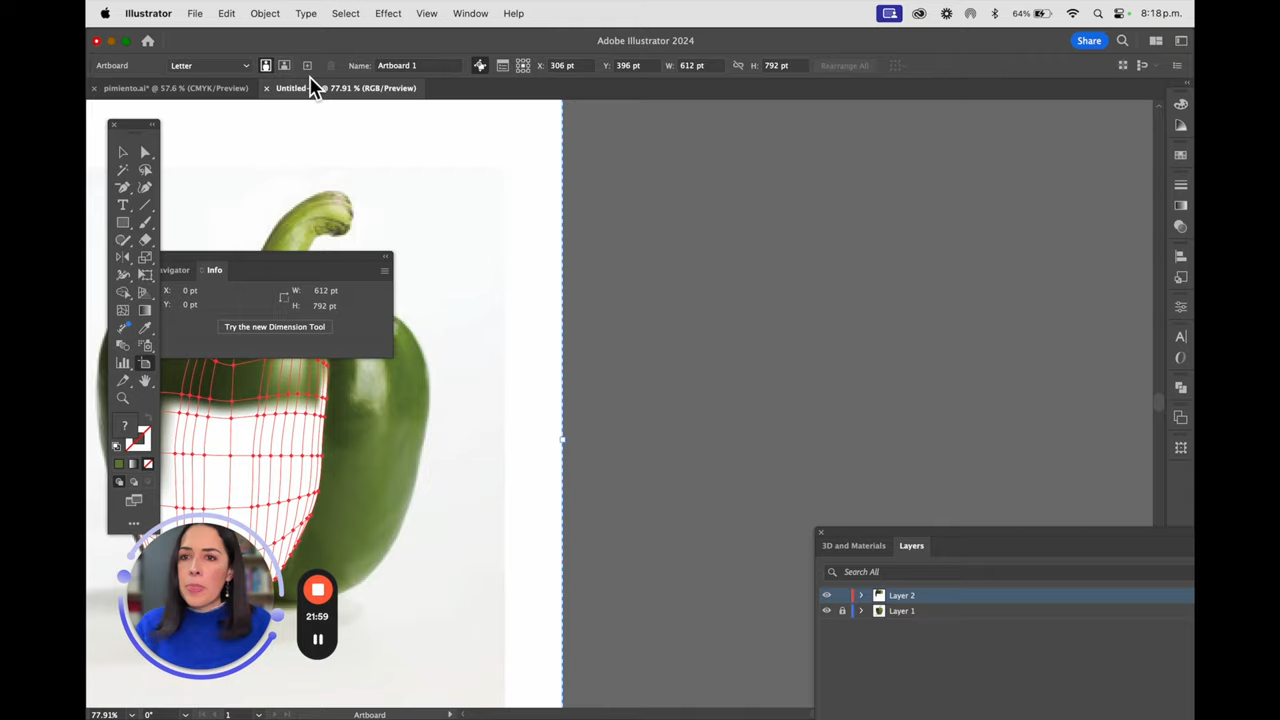 Illustrator File Edit Object Type Select Effect View Window Help 64% 8:18 p.m.
Adobe Illustrator 2024 Share
Artboard Letter Name: Artboard 1 X: 306 pt Y: 396 pt W: 612 pt H: 792 pt Rearrange All
pimiento.ai* @ 57.6 % (CMYK/Preview) Untitled- @ 77.91 % (RGB/Preview)
avigator Info
X: 0 pt W: 612 pt
Y: 0 pt H: 792 pt
Try the new Dimension Tool
?
3D and Materials Layers
Search All
Layer 2
Layer 1
21:59
77.91% 0° 1 Artboard